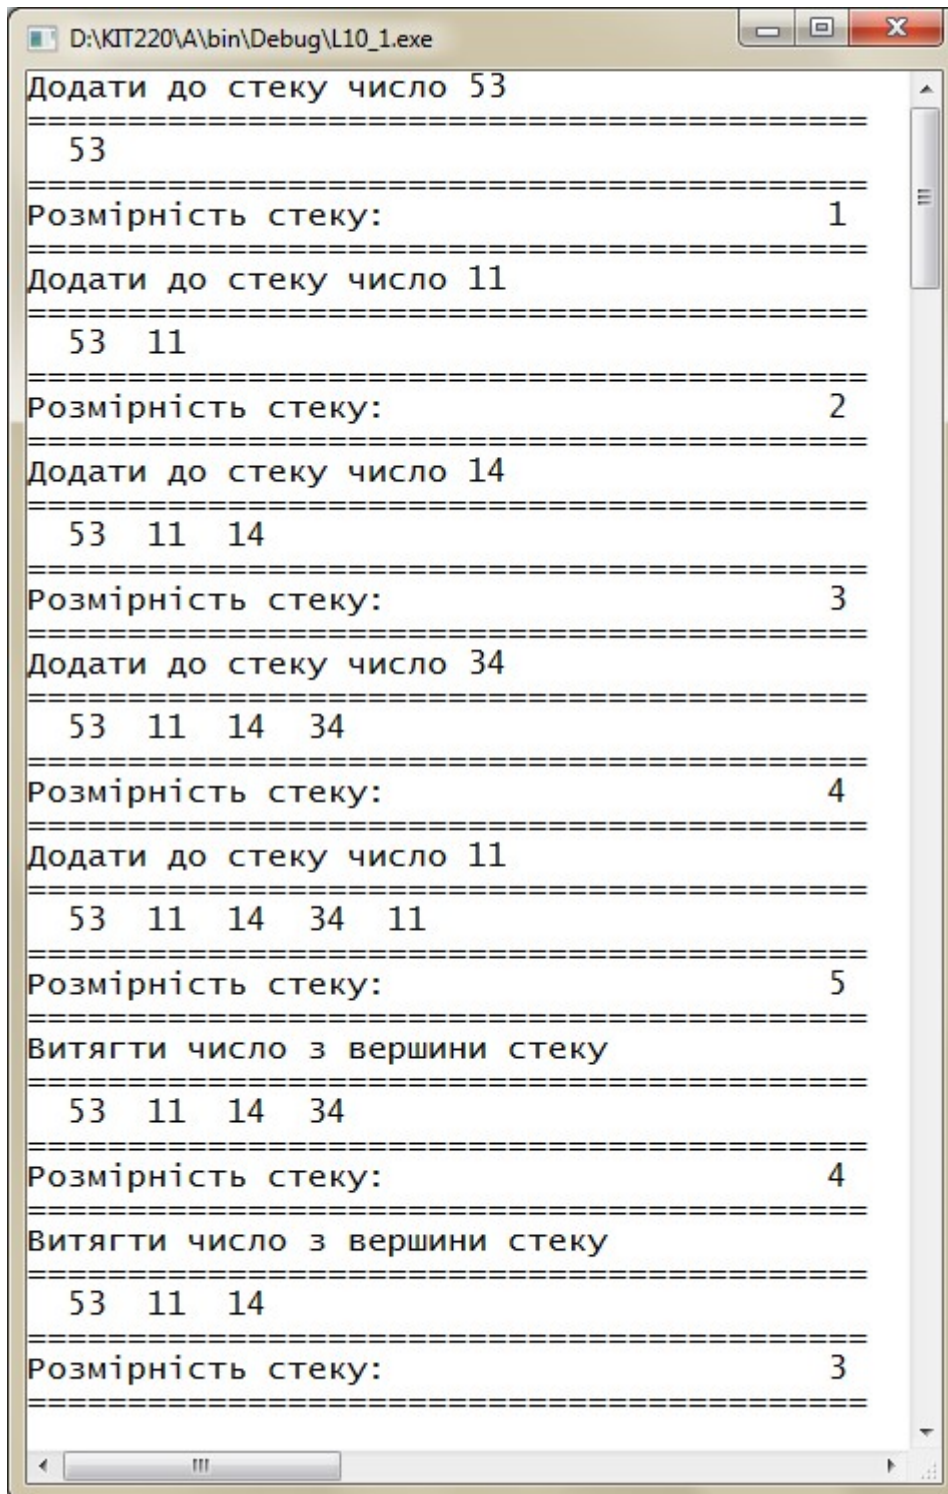 D:\KIT220\A\bin\Debug\L10_1.exe
Додати до стеку число 53
==========================================
53
==========================================
Розмірність стеку: 1
==========================================
Додати до стеку число 11
==========================================
53 11
==========================================
Розмірність стеку: 2
==========================================
Додати до стеку число 14
==========================================
53 11 14
==========================================
Розмірність стеку: 3
==========================================
Додати до стеку число 34
==========================================
53 11 14 34
==========================================
Розмірність стеку: 4
==========================================
Додати до стеку число 11
==========================================
53 11 14 34 11
==========================================
Розмірність стеку: 5
==========================================
Витягти число з вершини стеку
==========================================
53 11 14 34
==========================================
Розмірність стеку: 4
==========================================
Витягти число з вершини стеку
==========================================
53 11 14
==========================================
Розмірність стеку: 3
==========================================